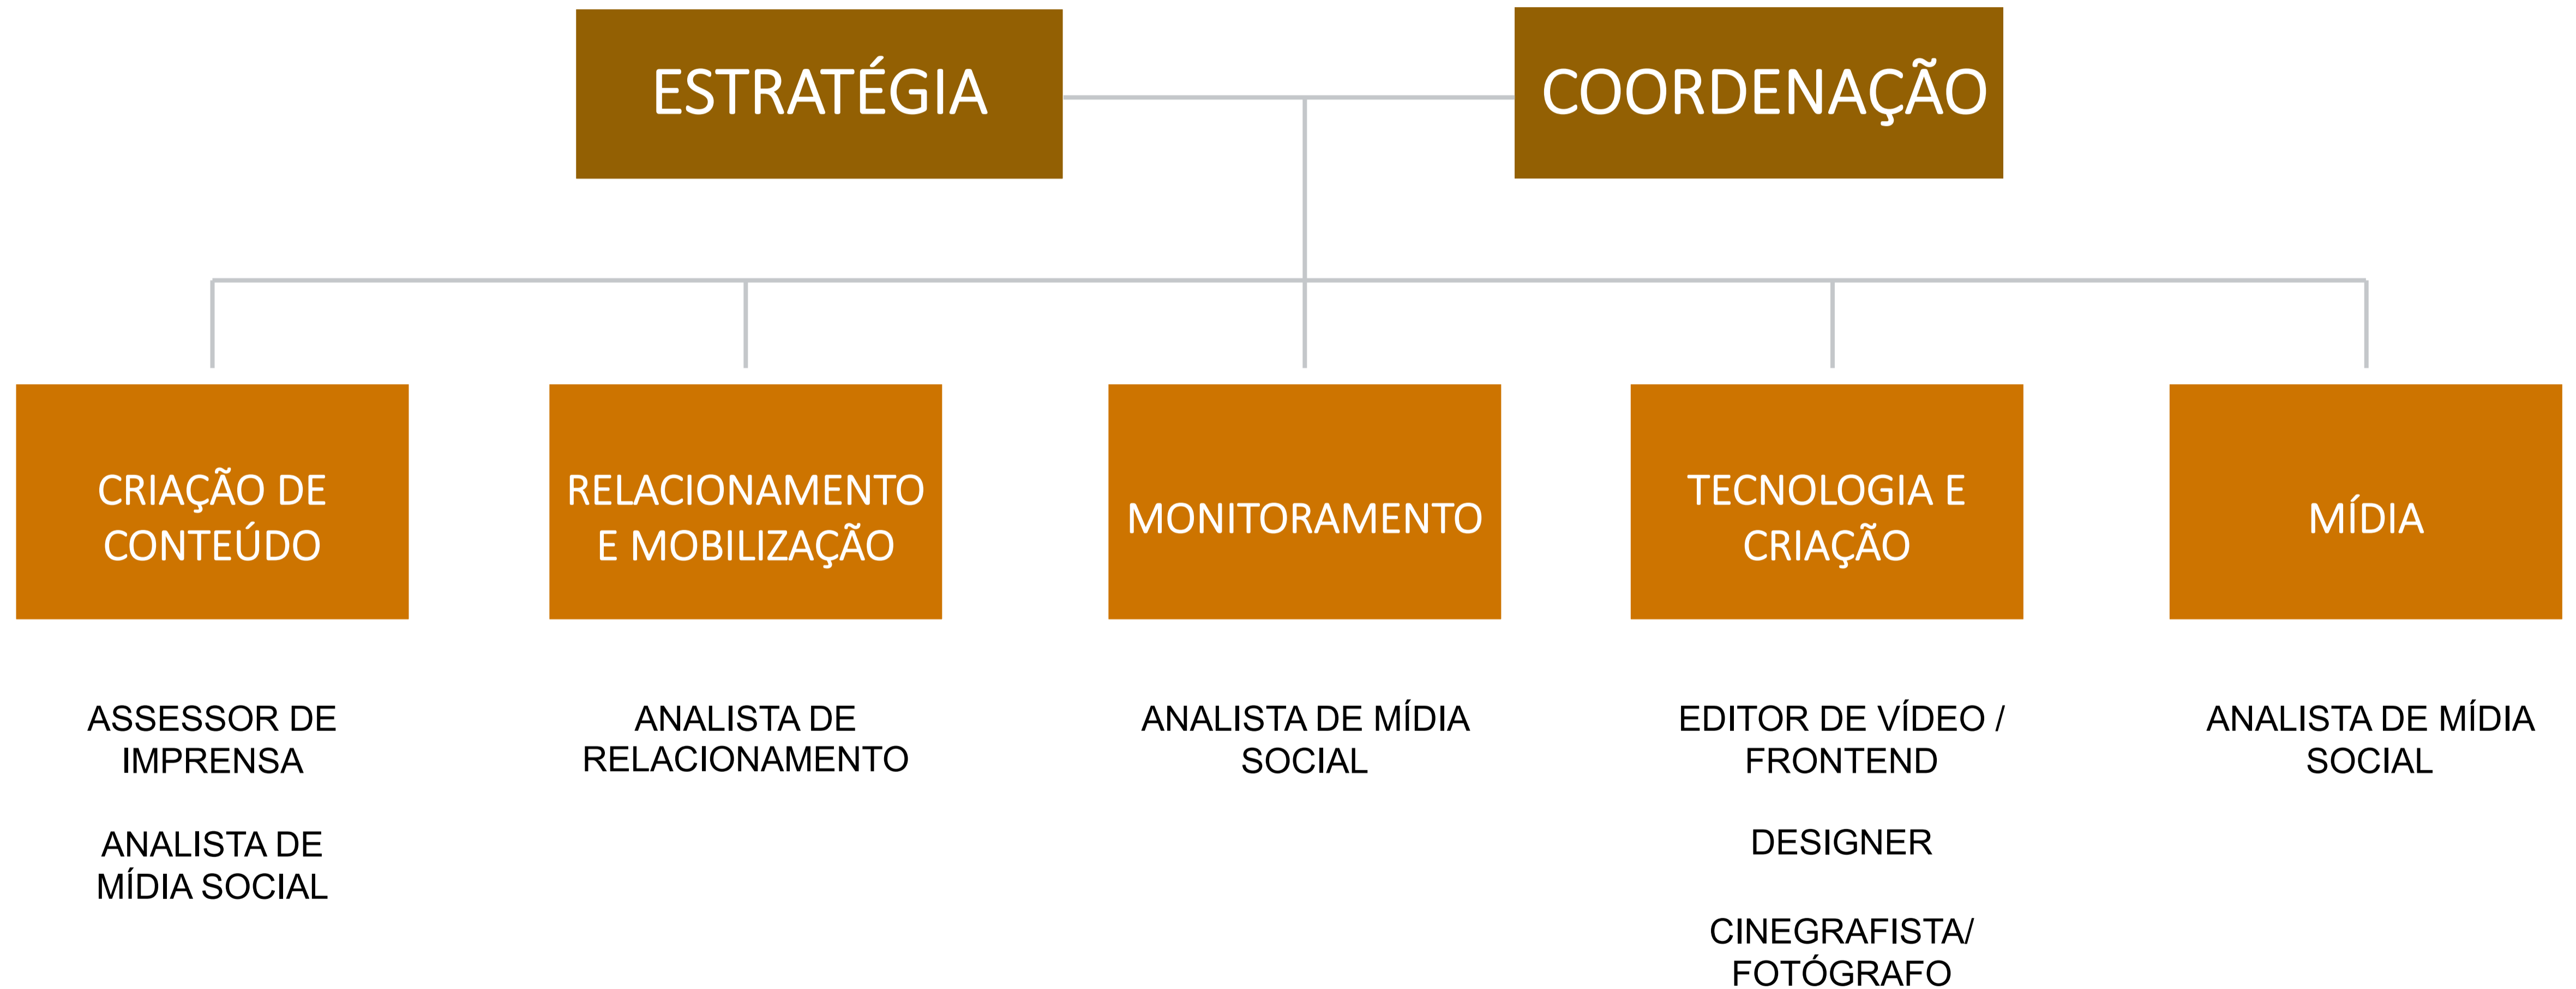 ESTRATÉGIA
COORDENAÇÃO
CRIAÇÃO DE
CONTEÚDO
RELACIONAMENTO
E MOBILIZAÇÃO
MONITORAMENTO
TECNOLOGIA E
CRIAÇÃO
MÍDIA
ASSESSOR DE
IMPRENSA
ANALISTA DE
MÍDIA SOCIAL
ANALISTA DE
RELACIONAMENTO
ANALISTA DE MÍDIA
SOCIAL
EDITOR DE VÍDEO /
FRONTEND
DESIGNER
CINEGRAFISTA/
FOTÓGRAFO
ANALISTA DE MÍDIA
SOCIAL